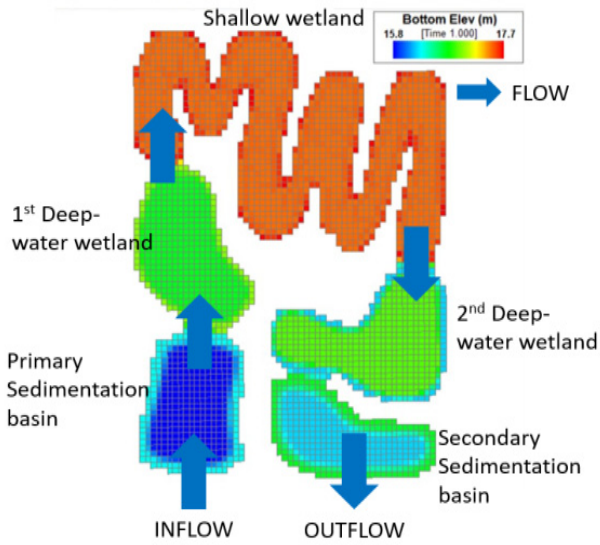 Shallow wetland
Bottom Elev (m)
15.8 [Time 1.000] 17.7
FLOW
1st Deep-
water wetland
2nd Deep-
water wetland
Primary
Sedimentation
basin
Secondary
Sedimentation
basin
INFLOW
OUTFLOW